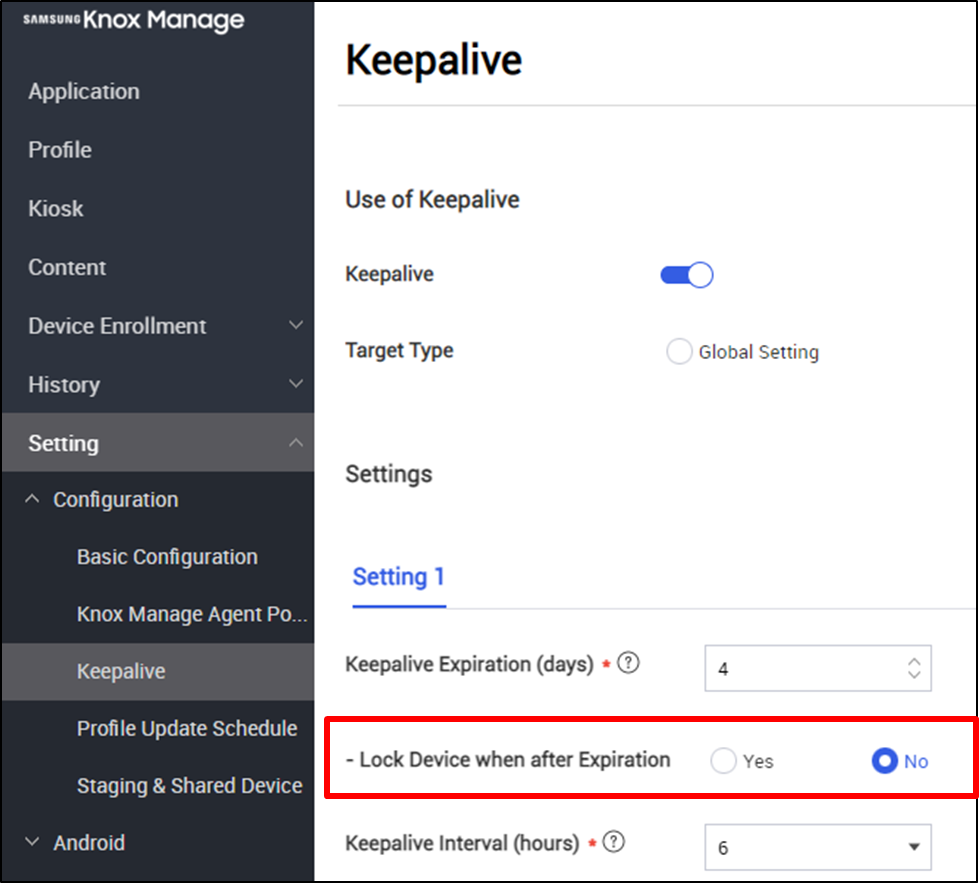 SAMSUNG Knox Manage
Application
Profile
Kiosk
Content
Device Enrollment
History
Setting
Configuration
Basic Configuration
Knox Manage Agent Po...
Keepalive
Profile Update Schedule
Staging & Shared Device
Android
Keepalive
Use of Keepalive
Keepalive
Target Type Global Setting
Settings
Setting 1
Keepalive Expiration (days) * ? 4
- Lock Device when after Expiration Yes No
Keepalive Interval (hours) * ? 6